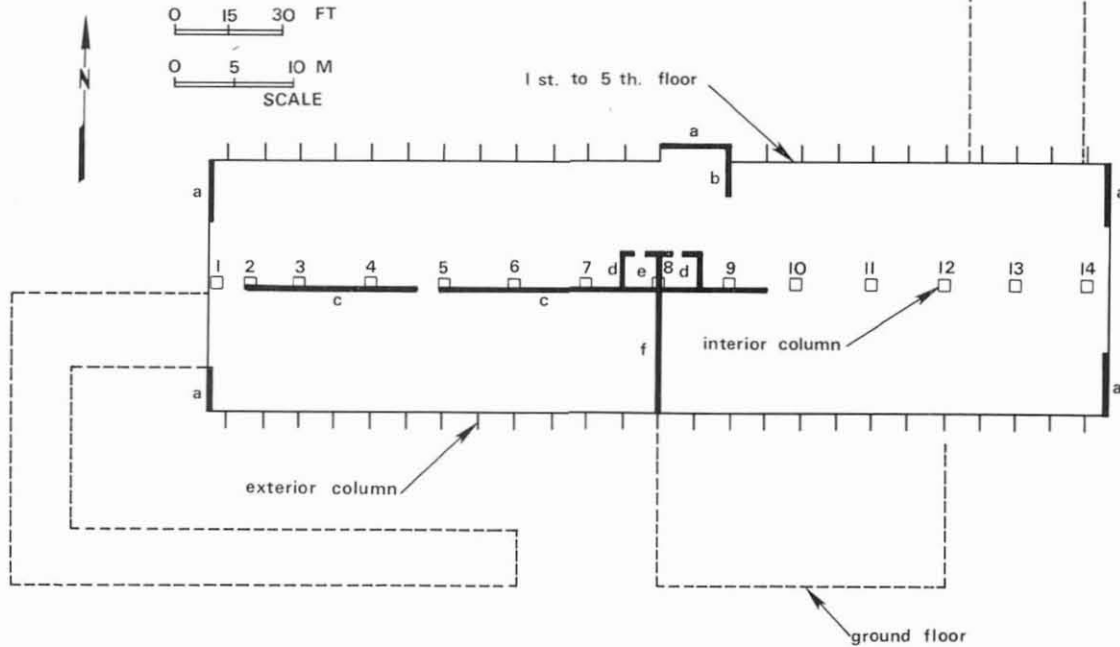 0 15 30 FT
N
0 5 10 M
SCALE
1 st. to 5 th. floor
a
a
b
a
1 2 3 4 5 6 7 d e 8 d 9 10 11 12 13 14
c
c
f
interior column
a
a
exterior column
ground floor